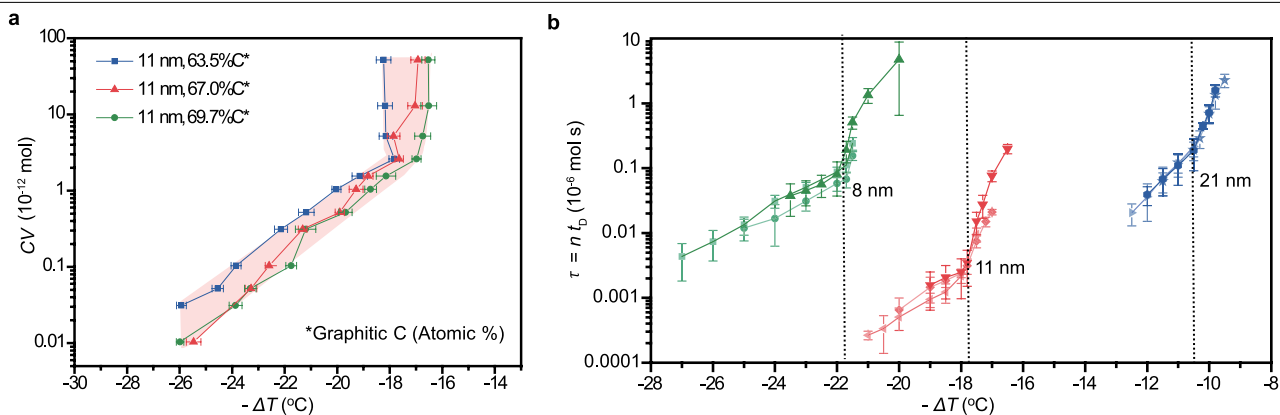 a
CV (10⁻¹² mol)
100
10
1
0.1
0.01
11 nm, 63.5%C*
11 nm, 67.0%C*
11 nm, 69.7%C*
*Graphitic C (Atomic %)
-30 -28 -26 -24 -22 -20 -18 -16 -14 -12
- ΔT (°C)
b
τ = n t_D (10⁻⁶ mol s)
10
1
0.1
0.01
0.001
0.0001
8 nm
11 nm
21 nm
-28 -26 -24 -22 -20 -18 -16 -14 -12 -10 -8
- ΔT (°C)